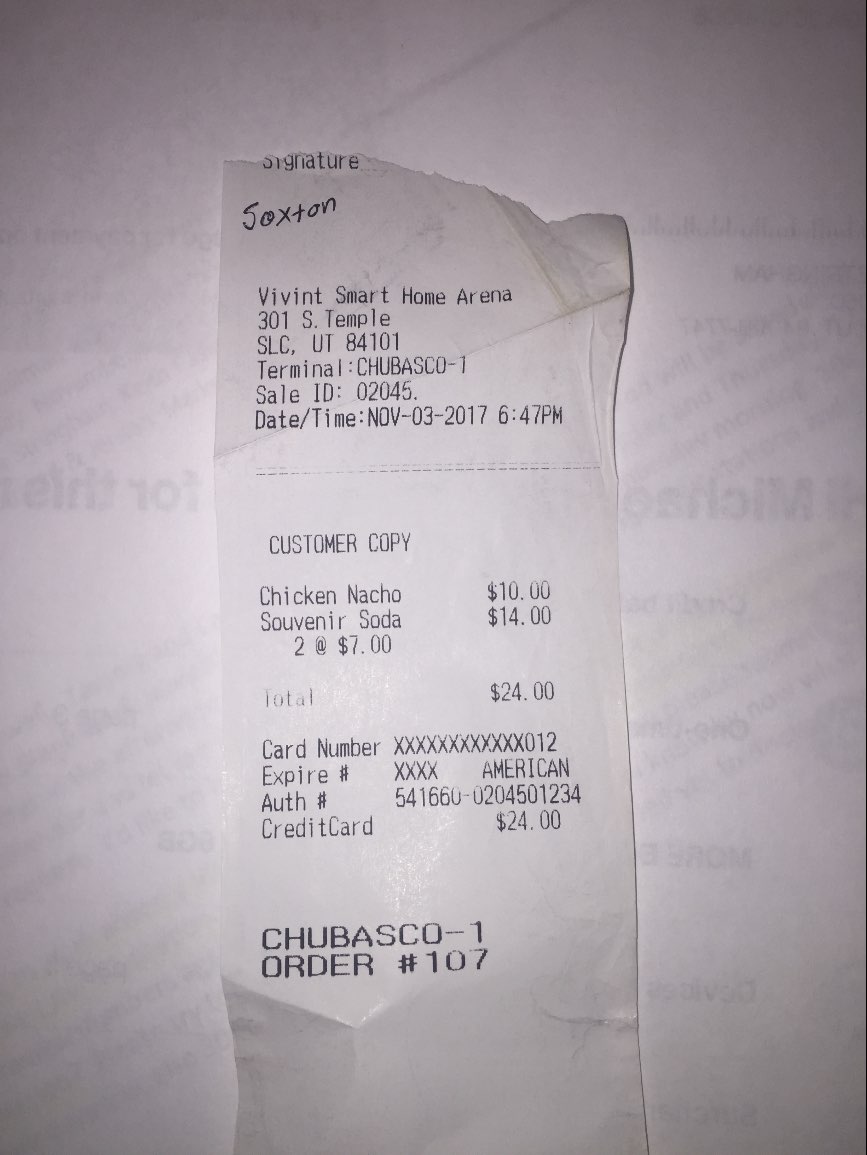 Signature
Soxton
Vivint Smart Home Arena
301 S. Temple
SLC, UT 84101
Terminal:CHUBASCO-1
Sale ID: 02045.
Date/Time:NOV-03-2017 6:47PM
CUSTOMER COPY
Chicken Nacho $10.00
Souvenir Soda $14.00
2 @ $7.00
Total $24.00
Card Number XXXXXXXXXXXX012
Expire # XXXX AMERICAN
Auth # 541660-0204501234
CreditCard $24.00
CHUBASCO-1
ORDER #107